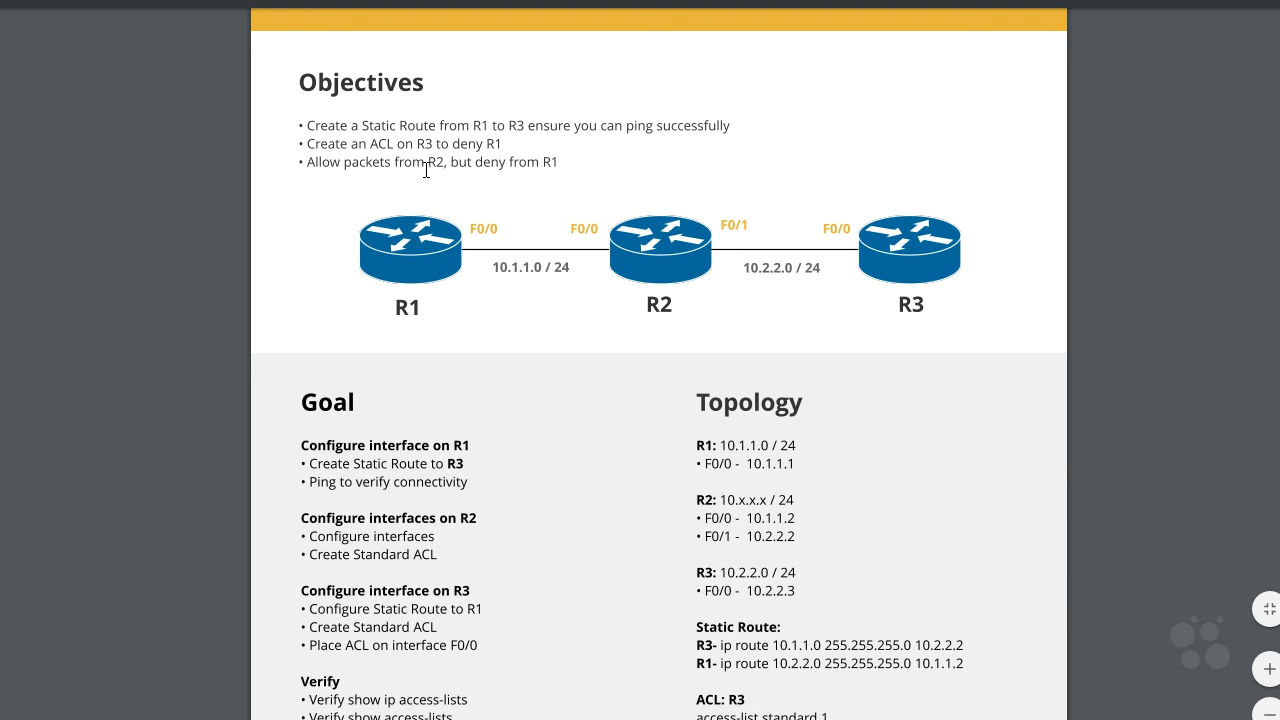 Objectives
• Create a Static Route from R1 to R3 ensure you can ping successfully
• Create an ACL on R3 to deny R1
• Allow packets from R2, but deny from R1
F0/0 F0/0 F0/1 F0/0
10.1.1.0 / 24 10.2.2.0 / 24
R1 R2 R3
Goal
Configure interface on R1
• Create Static Route to R3
• Ping to verify connectivity
Configure interfaces on R2
• Configure interfaces
• Create Standard ACL
Configure interface on R3
• Configure Static Route to R1
• Create Standard ACL
• Place ACL on interface F0/0
Verify
• Verify show ip access-lists
• Verify show access-lists
Topology
R1: 10.1.1.0 / 24
• F0/0 - 10.1.1.1
R2: 10.x.x.x / 24
• F0/0 - 10.1.1.2
• F0/1 - 10.2.2.2
R3: 10.2.2.0 / 24
• F0/0 - 10.2.2.3
Static Route:
R3- ip route 10.1.1.0 255.255.255.0 10.2.2.2
R1- ip route 10.2.2.0 255.255.255.0 10.1.1.2
ACL: R3
access-list standard 1